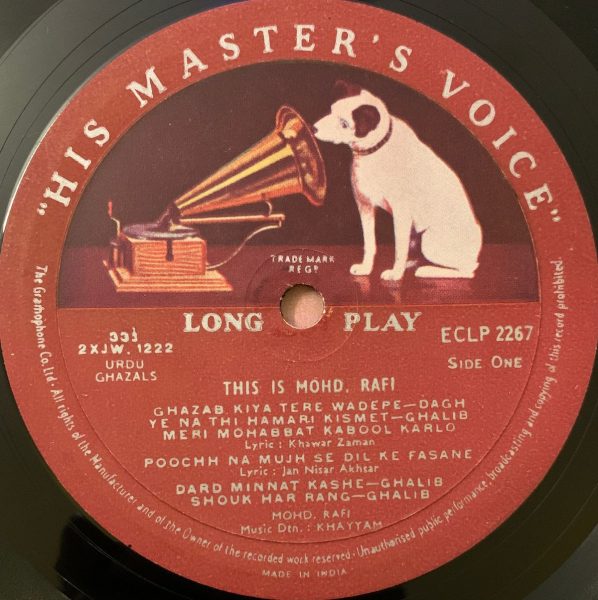 "HIS MASTER'S VOICE"
TRADE MARK
REGD
LONG PLAY
33⅓
2XJW. 1222
URDU
GHAZALS
ECLP 2267
SIDE ONE
THIS IS MOHD. RAFI
GHAZAB KIYA TERE WADEPE—DAGH
YE NA THI HAMARI KISMET—GHALIB
MERI MOHABBAT KABOOL KARLO
Lyric : Khawar Zaman
POOCHH NA MUJH SE DIL KE FASANE
Lyric : Jan Nisar Akhsar
DARD MINNAT KASHE—GHALIB
SHOUK HAR RANG—GHALIB
MOHD. RAFI
Music Dtn. : KHAYYAM
The Gramophone Co. Ltd. All rights of the Manufacturer and of the Owner of the recorded work reserved. Unauthorised public performance, broadcasting and copying of this record prohibited.
MADE IN INDIA